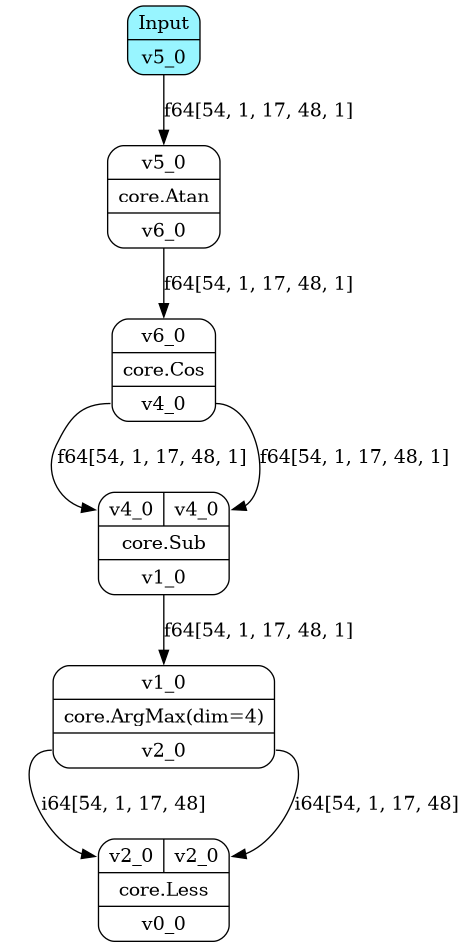 Input
v5_0
f64[54, 1, 17, 48, 1]
v5_0
core.Atan
v6_0
f64[54, 1, 17, 48, 1]
v6_0
core.Cos
v4_0
f64[54, 1, 17, 48, 1] f64[54, 1, 17, 48, 1]
v4_0 v4_0
core.Sub
v1_0
f64[54, 1, 17, 48, 1]
v1_0
core.ArgMax(dim=4)
v2_0
i64[54, 1, 17, 48] i64[54, 1, 17, 48]
v2_0 v2_0
core.Less
v0_0